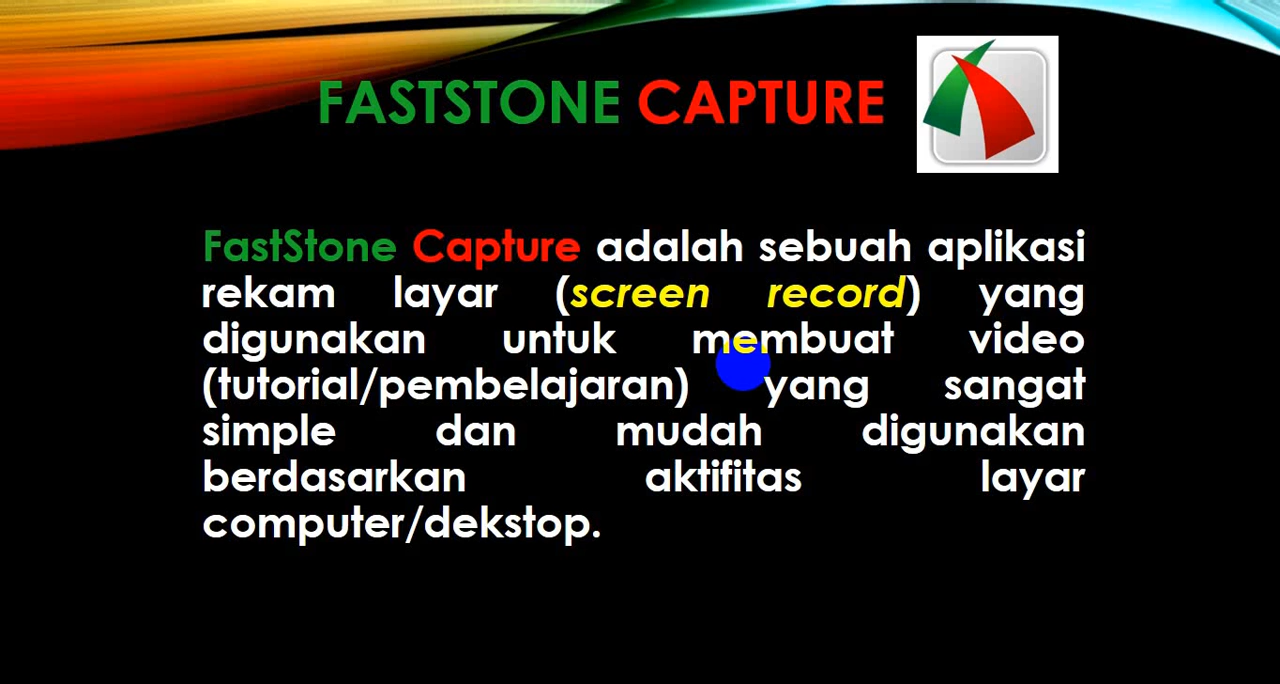 FASTSTONE CAPTURE
FastStone Capture adalah sebuah aplikasi
rekam layar (screen record) yang
digunakan untuk membuat video
(tutorial/pembelajaran) yang sangat
simple dan mudah digunakan
berdasarkan aktifitas layar
computer/dekstop.